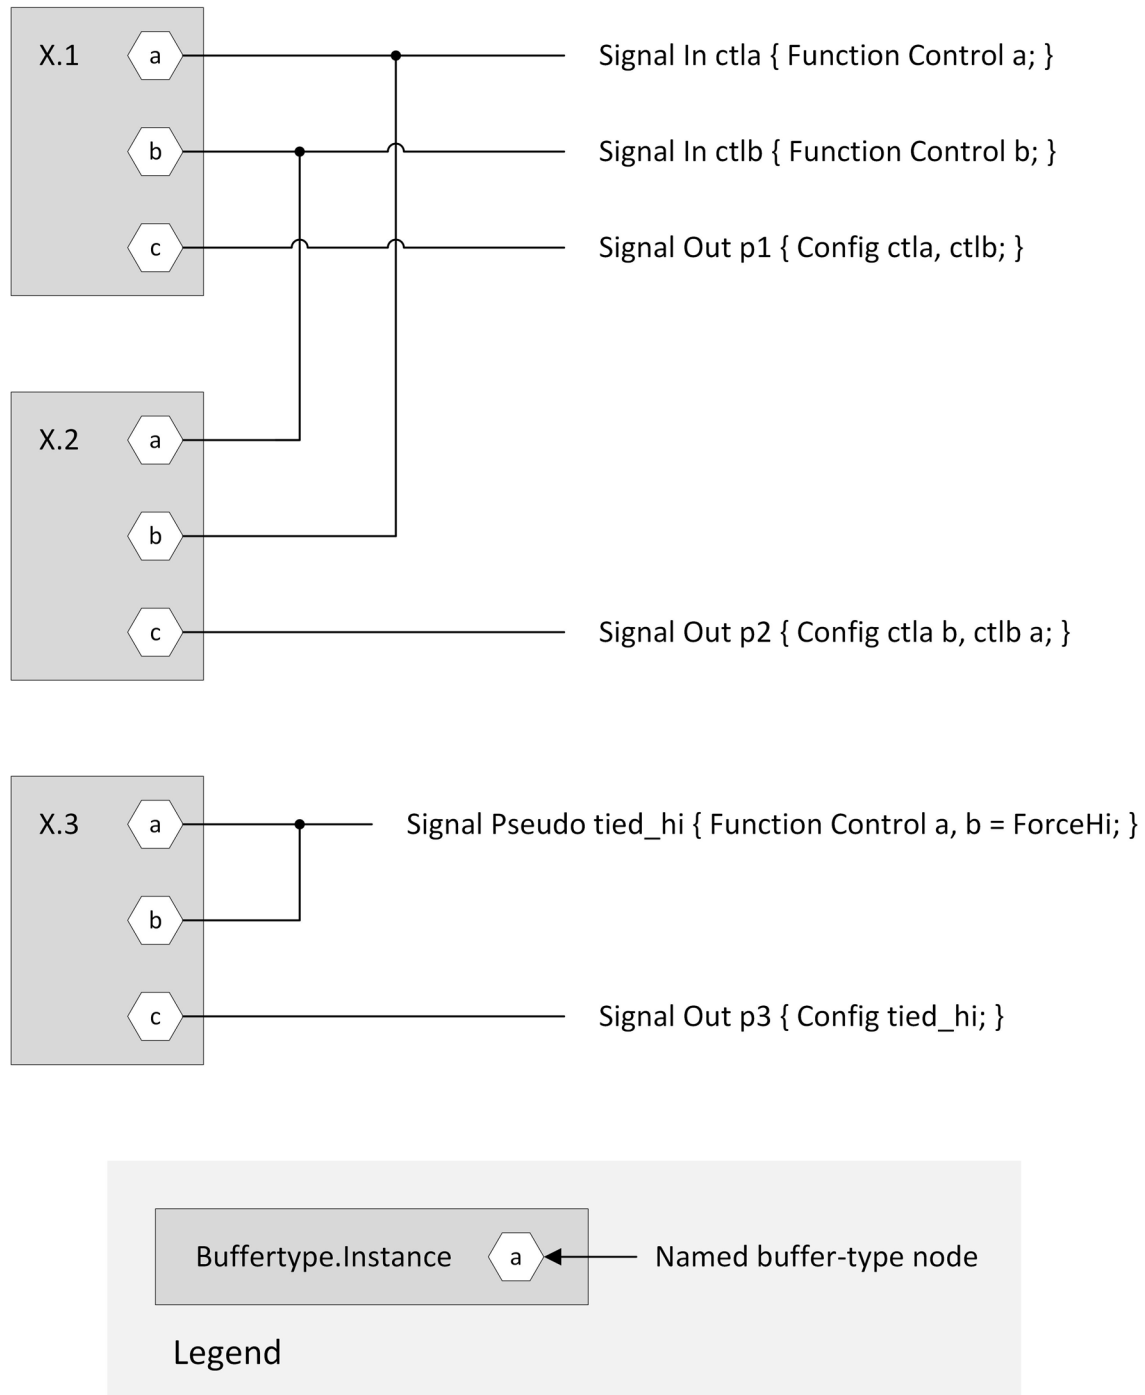 X.1 a Signal In ctla { Function Control a; }
b Signal In ctlb { Function Control b; }
c Signal Out p1 { Config ctla, ctlb; }
X.2 a
b
c Signal Out p2 { Config ctla b, ctlb a; }
X.3 a Signal Pseudo tied_hi { Function Control a, b = ForceHi; }
b
c Signal Out p3 { Config tied_hi; }
Buffertype.Instance a Named buffer-type node
Legend